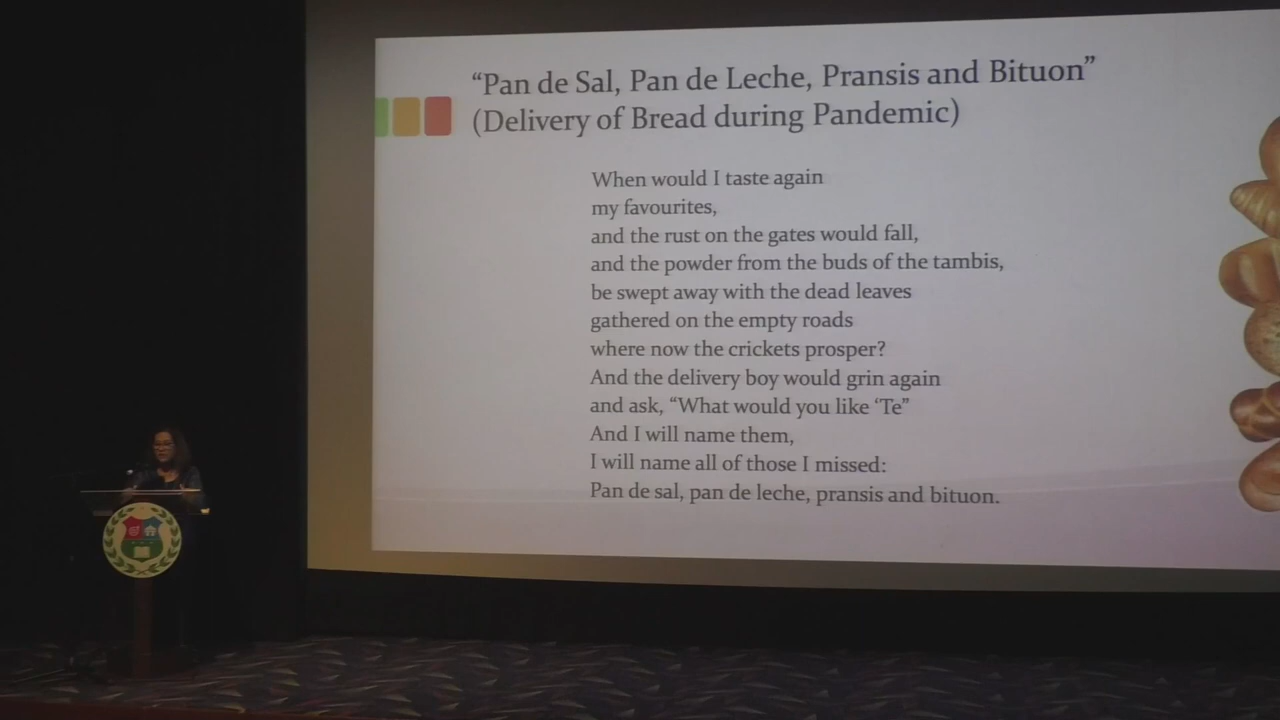 “Pan de Sal, Pan de Leche, Pransis and Bituon”
(Delivery of Bread during Pandemic)
When would I taste again
my favourites,
and the rust on the gates would fall,
and the powder from the buds of the tambis,
be swept away with the dead leaves
gathered on the empty roads
where now the crickets prosper?
And the delivery boy would grin again
and ask, “What would you like ‘Te”
And I will name them,
I will name all of those I missed:
Pan de sal, pan de leche, pransis and bituon.